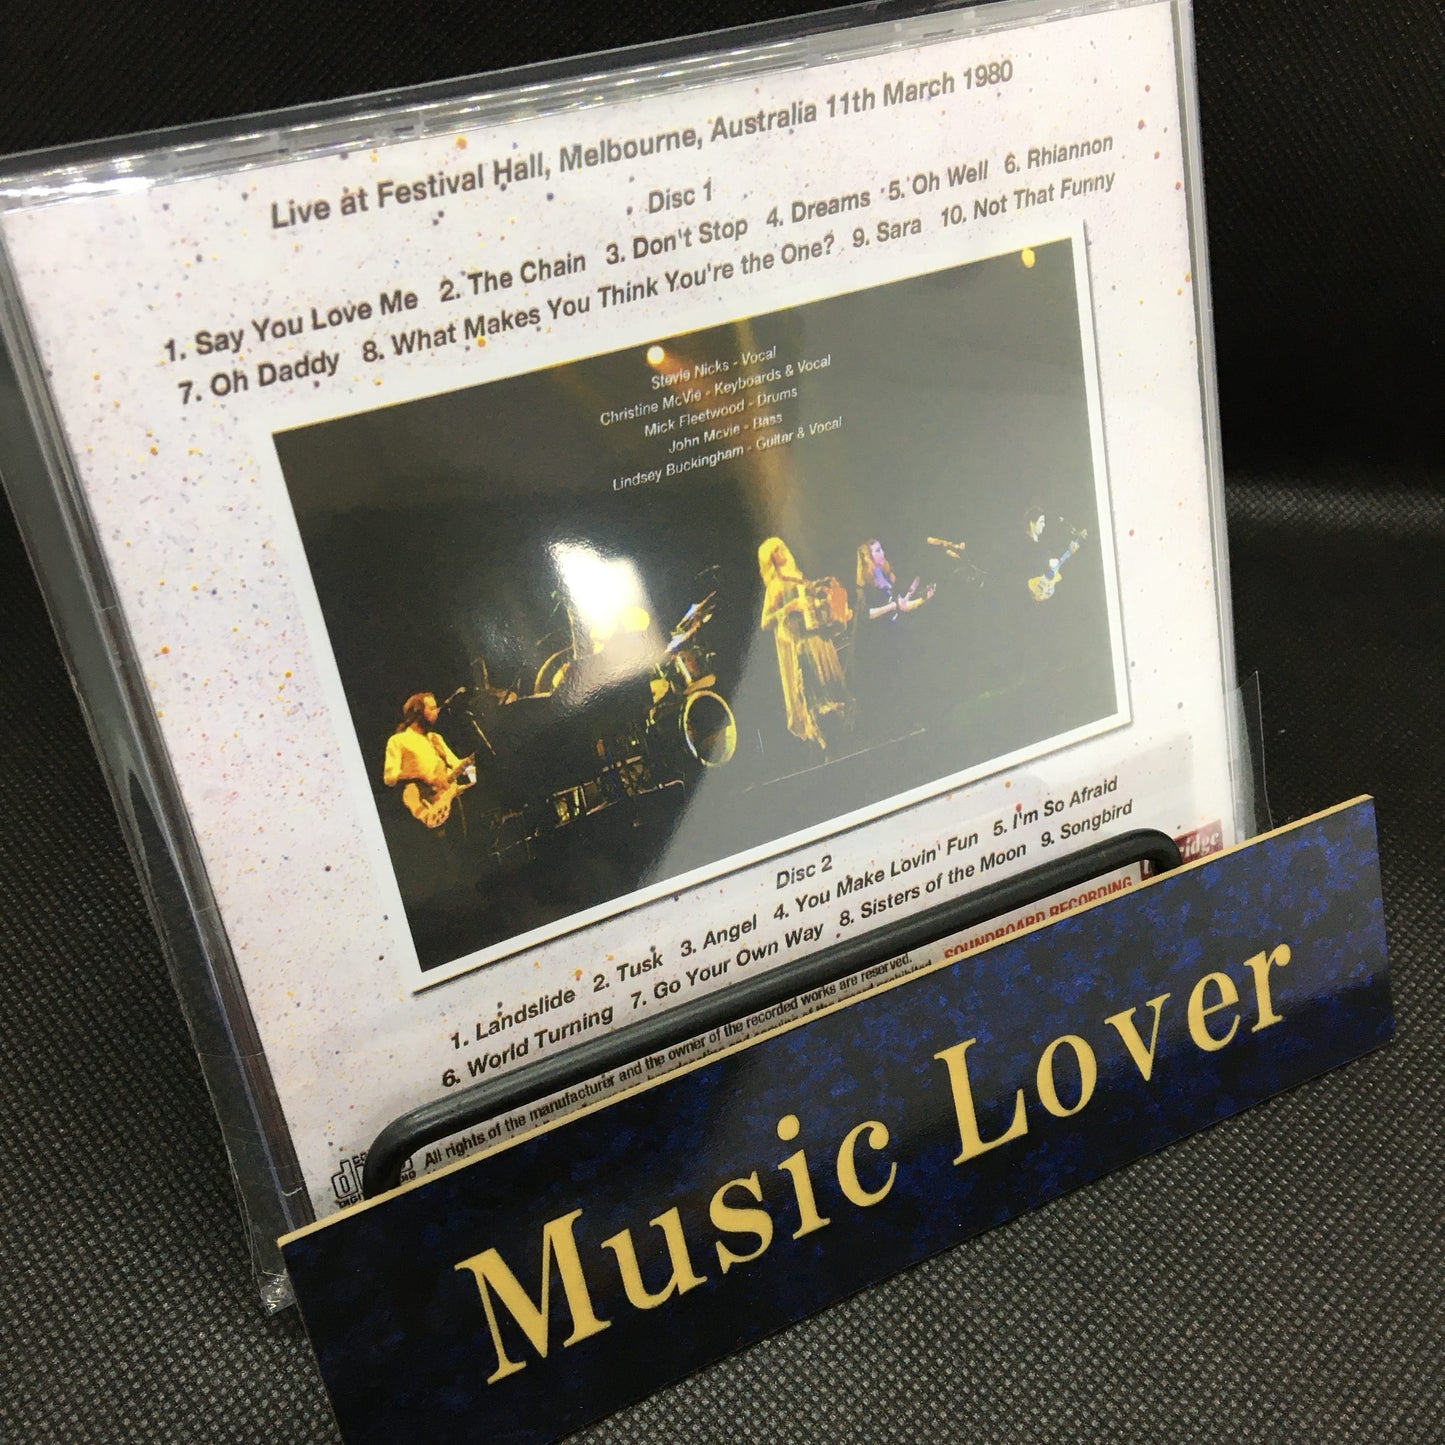 Live at Festival Hall, Melbourne, Australia 11th March 1980
Disc 1
1. Say You Love Me 2. The Chain 3. Don't Stop 4. Dreams 5. Oh Well 6. Rhiannon
7. Oh Daddy 8. What Makes You Think You're the One? 9. Sara 10. Not That Funny
Stevie Nicks - Vocal
Christine McVie - Keyboards & Vocal
Mick Fleetwood - Drums
John Mcvie - Bass
Lindsey Buckingham - Guitar & Vocal
Disc 2
1. Landslide 2. Tusk 3. Angel 4. You Make Lovin' Fun 5. I'm So Afraid
6. World Turning 7. Go Your Own Way 8. Sisters of the Moon 9. Songbird
SOUNDBOARD RECORDING
All rights of the manufacturer and the owner of the recorded works are reserved.
Music Lover